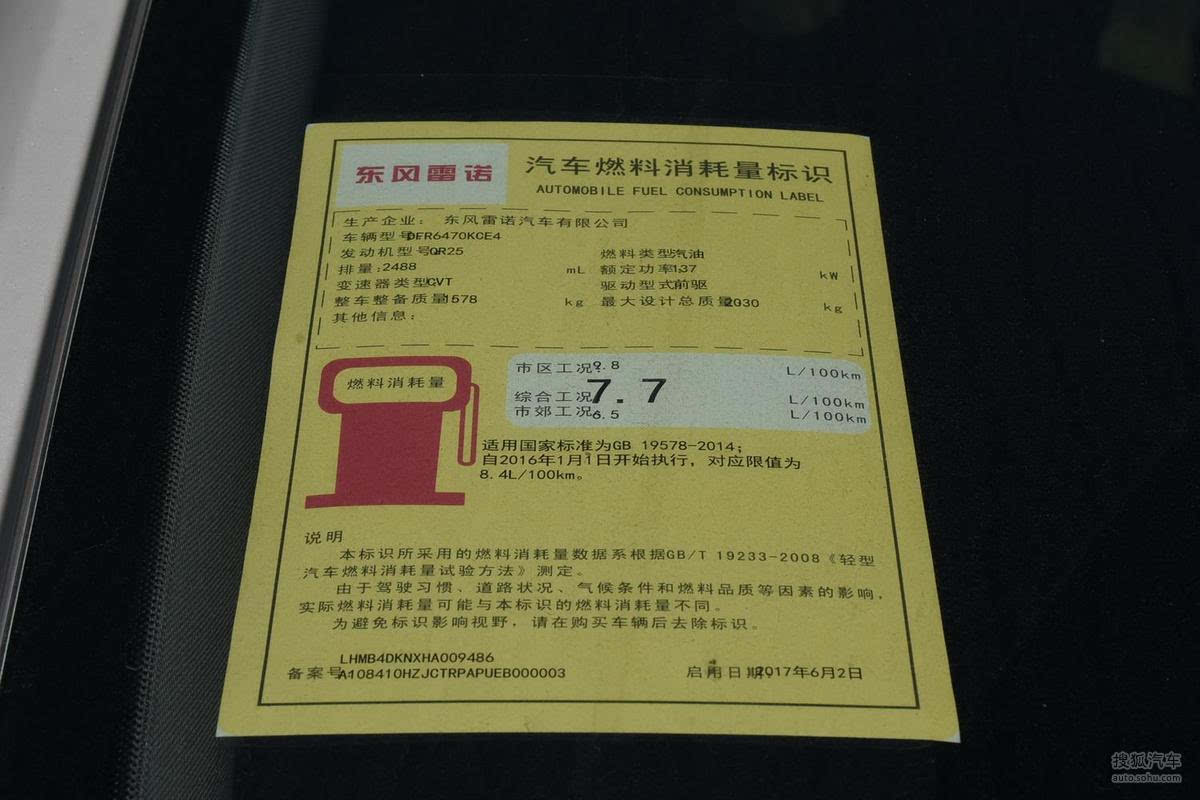 东风雷诺
汽车燃料消耗量标识
AUTOMOBILE FUEL CONSUMPTION LABEL
生产企业： 东风雷诺汽车有限公司
车辆型号DFR6470KCE4
发动机型号QR25 燃料类型汽油
排量:2488 mL 额定功率137 kW
变速器类型CVT 驱动型式前驱
整车整备质量1578 kg 最大设计总质量2030 kg
其他信息：
燃料消耗量
市区工况:9.8 L/100km
综合工况7.7 L/100km
市郊工况6.5 L/100km
适用国家标准为GB 19578-2014;
自2016年1月1日开始执行，对应限值为
8.4L/100km。
说明
本标识所采用的燃料消耗量数据系根据GB/T 19233-2008《轻型
汽车燃料消耗量试验方法》测定。
由于驾驶习惯、道路状况、气候条件和燃料品质等因素的影响，
实际燃料消耗量可能与本标识的燃料消耗量不同。
为避免标识影响视野，请在购买车辆后去除标识。
LHMB4DKNXHA009486
备案号A108410HZJCTRPAPUEB000003 启用日期:2017年6月2日
搜狐汽车
auto.sohu.com